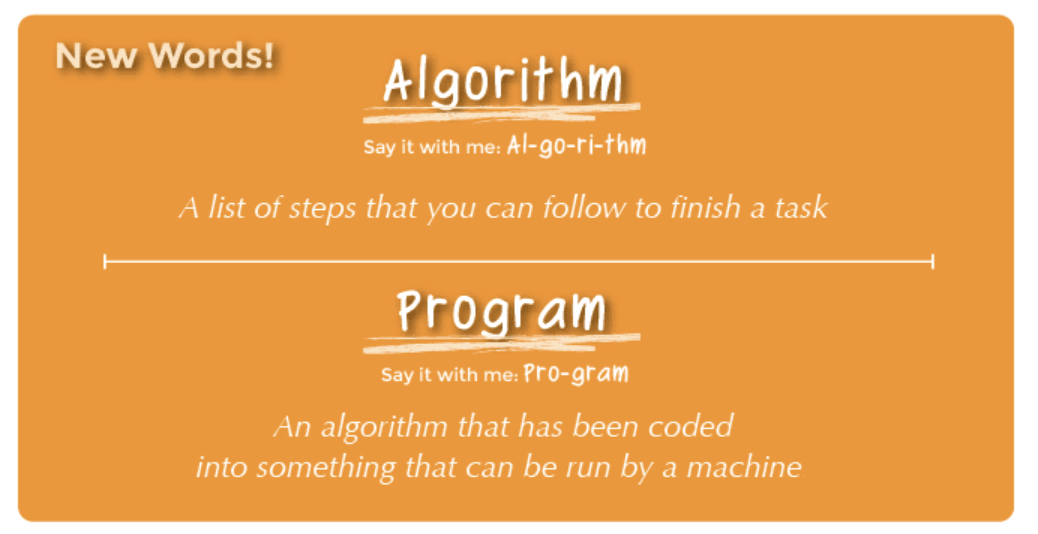 New Words!
Algorithm
Say it with me: Al-go-ri-thm
A list of steps that you can follow to finish a task
Program
Say it with me: Pro-gram
An algorithm that has been coded
into something that can be run by a machine